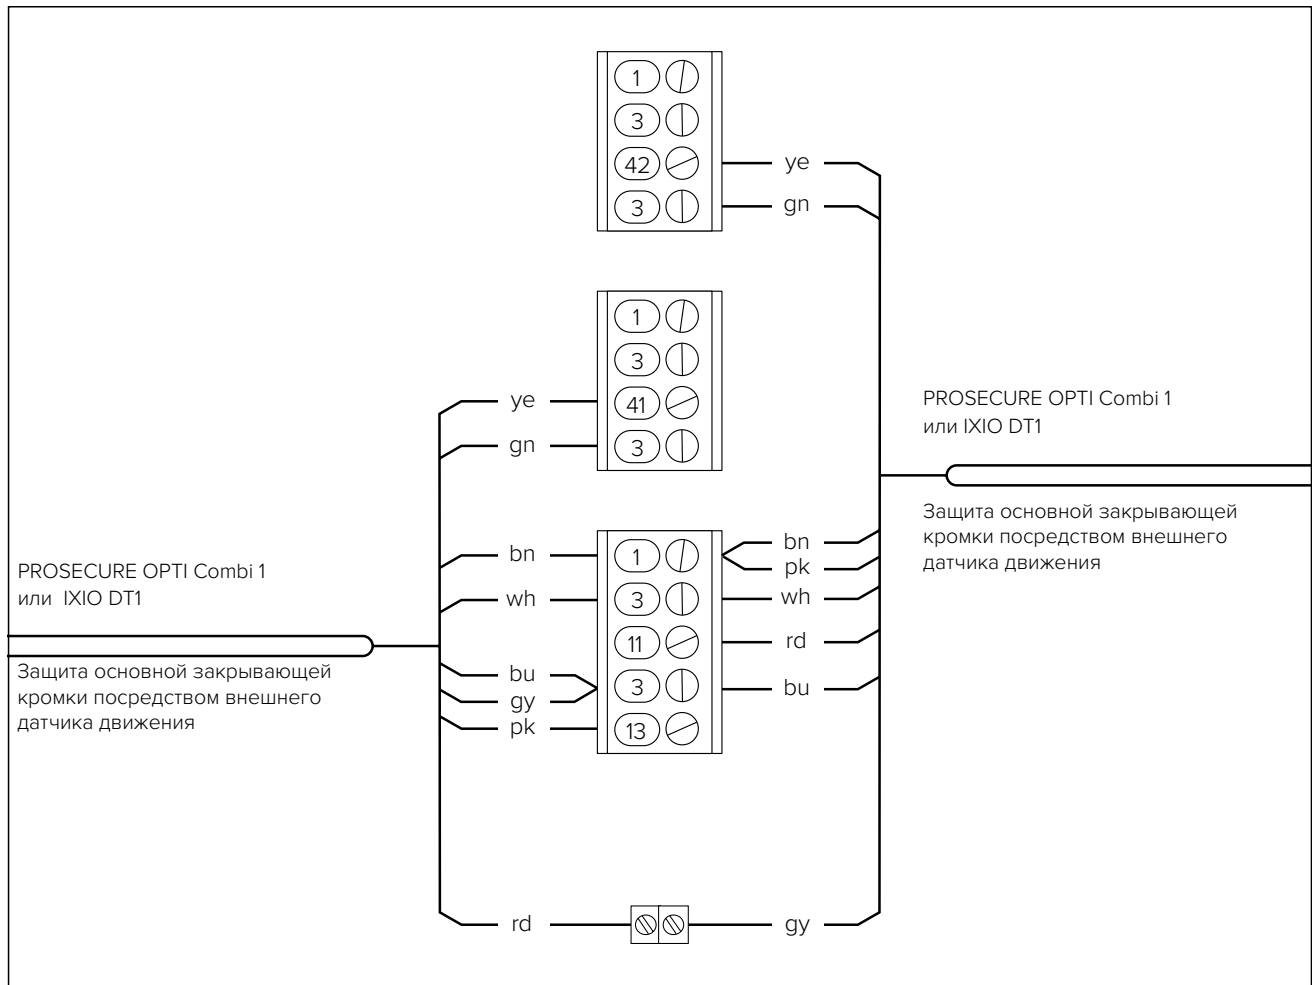 1
3
42
ye
3
gn
1
3
ye
41
gn
3
PROSECURE OPTI Combi 1
или IXIO DT1
Защита основной закрывающей
кромки посредством внешнего
датчика движения
PROSECURE OPTI Combi 1
или IXIO DT1
Защита основной закрывающей
кромки посредством внешнего
датчика движения
bn
1
bn
pk
wh
3
wh
11
rd
bu
gy
3
bu
pk
13
rd
gy